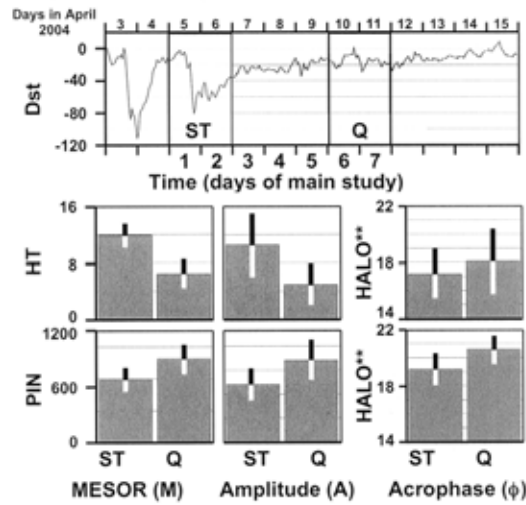 Days in April
2004
3 4 5 6 7 8 9 10 11 12 13 14 15
0
-40
-80
-120
Dst
ST
Q
1 2 3 4 5 6 7
Time (days of main study)
16
8
0
HT
22
18
14
HALO**
1200
600
0
PIN
22
18
14
HALO**
ST Q ST Q ST Q
MESOR (M) Amplitude (A) Acrophase (ϕ)